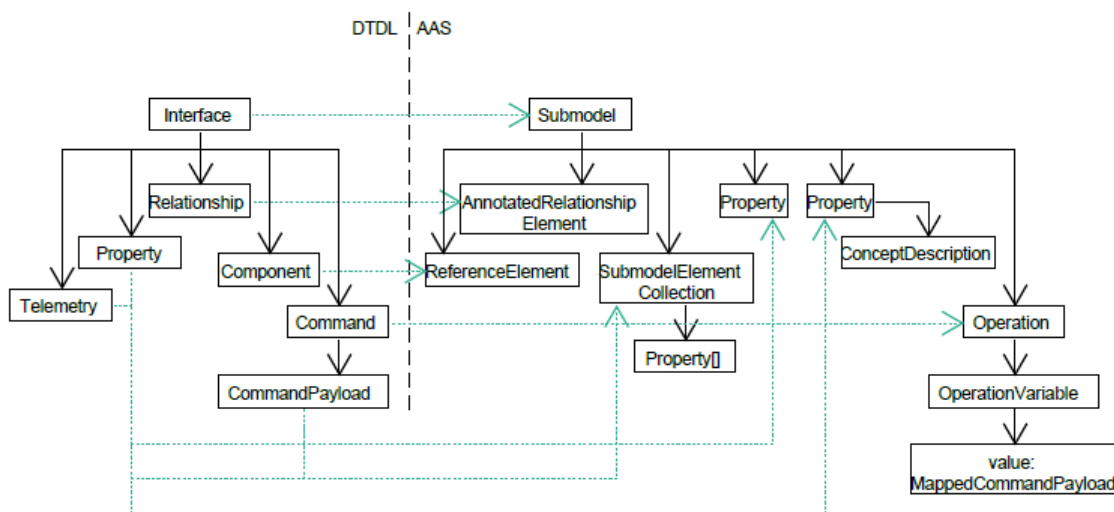 DTDL AAS
Interface
Submodel
Relationship
AnnotatedRelationship
Element
Property
Property
Property
ConceptDescription
Component
ReferenceElement
SubmodelElement
Collection
Telemetry
Command
Operation
Property[]
CommandPayload
OperationVariable
value:
MappedCommandPayload